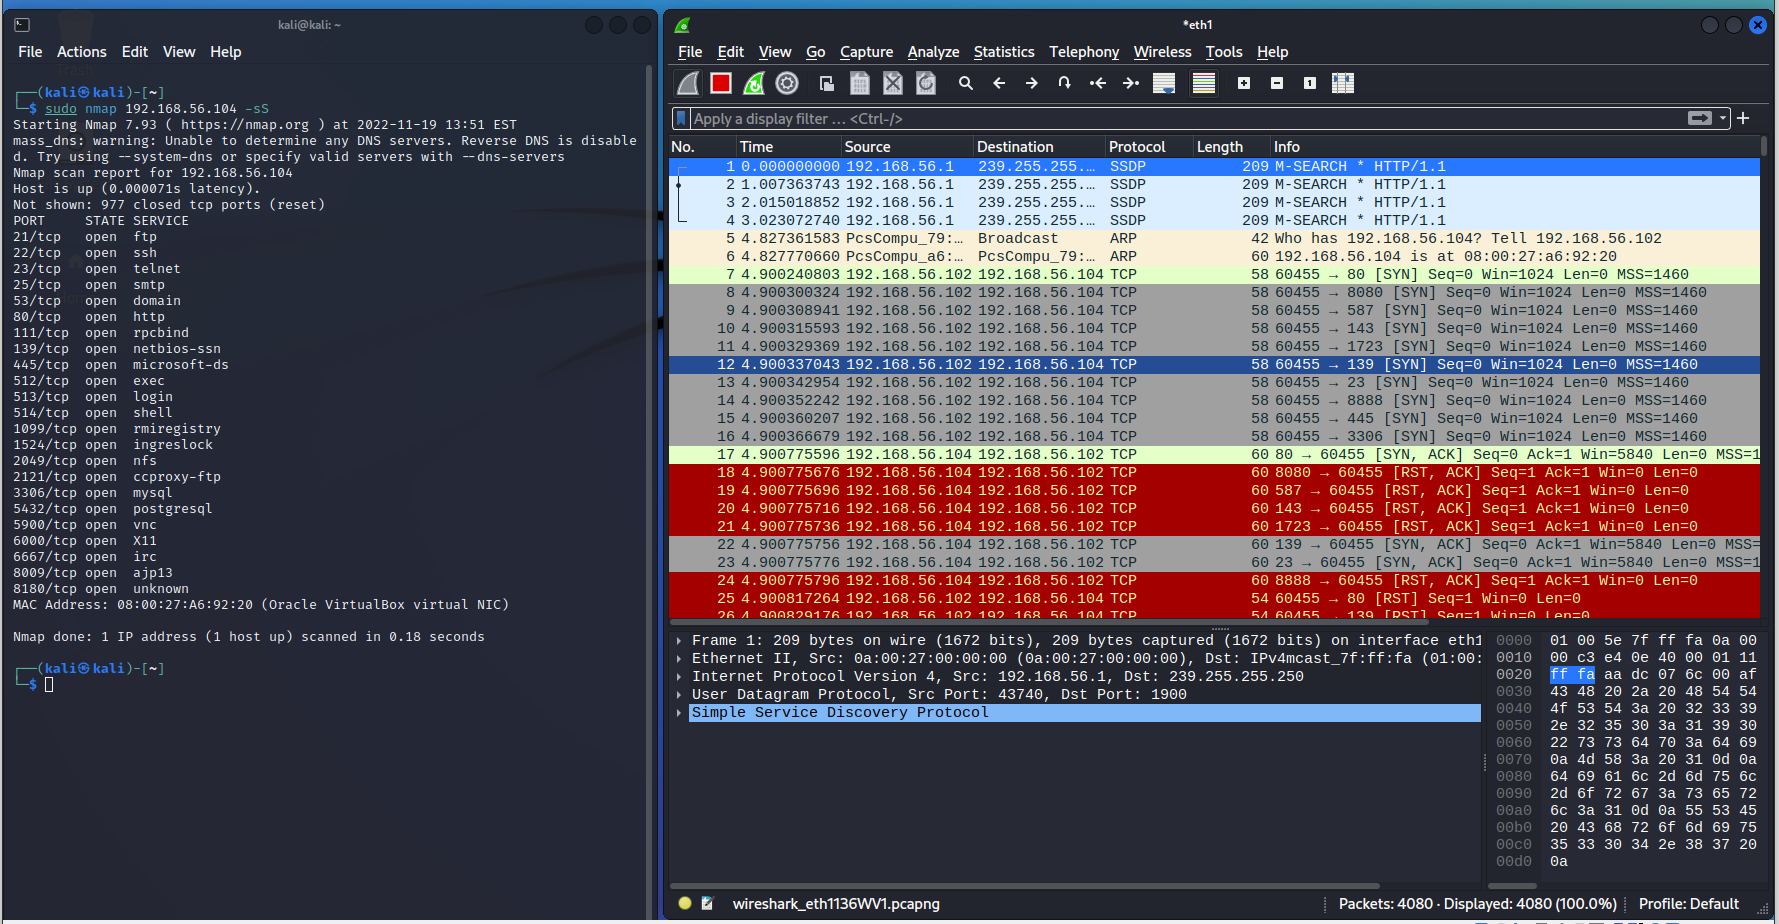 kali@kali: ~
File Actions Edit View Help
┌──(kali㉿kali)-[~]
└─$ sudo nmap 192.168.56.104 -sS
Starting Nmap 7.93 ( https://nmap.org ) at 2022-11-19 13:51 EST
mass_dns: warning: Unable to determine any DNS servers. Reverse DNS is disable
d. Try using --system-dns or specify valid servers with --dns-servers
Nmap scan report for 192.168.56.104
Host is up (0.000071s latency).
Not shown: 977 closed tcp ports (reset)
PORT STATE SERVICE
21/tcp open ftp
22/tcp open ssh
23/tcp open telnet
25/tcp open smtp
53/tcp open domain
80/tcp open http
111/tcp open rpcbind
139/tcp open netbios-ssn
445/tcp open microsoft-ds
512/tcp open exec
513/tcp open login
514/tcp open shell
1099/tcp open rmiregistry
1524/tcp open ingreslock
2049/tcp open nfs
2121/tcp open ccproxy-ftp
3306/tcp open mysql
5432/tcp open postgresql
5900/tcp open vnc
6000/tcp open X11
6667/tcp open irc
8009/tcp open ajp13
8180/tcp open unknown
MAC Address: 08:00:27:A6:92:20 (Oracle VirtualBox virtual NIC)
Nmap done: 1 IP address (1 host up) scanned in 0.18 seconds
┌──(kali㉿kali)-[~]
└─$
*eth1
File Edit View Go Capture Analyze Statistics Telephony Wireless Tools Help
Apply a display filter ... <Ctrl-/>
No. Time Source Destination Protocol Length Info
1 0.000000000 192.168.56.1 239.255.255.… SSDP 209 M-SEARCH * HTTP/1.1
2 1.007363743 192.168.56.1 239.255.255.… SSDP 209 M-SEARCH * HTTP/1.1
3 2.015018852 192.168.56.1 239.255.255.… SSDP 209 M-SEARCH * HTTP/1.1
4 3.023072740 192.168.56.1 239.255.255.… SSDP 209 M-SEARCH * HTTP/1.1
5 4.827361583 PcsCompu_79:… Broadcast ARP 42 Who has 192.168.56.104? Tell 192.168.56.102
6 4.827770660 PcsCompu_a6:… PcsCompu_79:… ARP 60 192.168.56.104 is at 08:00:27:a6:92:20
7 4.900240803 192.168.56.102 192.168.56.104 TCP 58 60455 → 80 [SYN] Seq=0 Win=1024 Len=0 MSS=1460
8 4.900300324 192.168.56.102 192.168.56.104 TCP 58 60455 → 8080 [SYN] Seq=0 Win=1024 Len=0 MSS=1460
9 4.900308941 192.168.56.102 192.168.56.104 TCP 58 60455 → 587 [SYN] Seq=0 Win=1024 Len=0 MSS=1460
10 4.900315593 192.168.56.102 192.168.56.104 TCP 58 60455 → 143 [SYN] Seq=0 Win=1024 Len=0 MSS=1460
11 4.900329369 192.168.56.102 192.168.56.104 TCP 58 60455 → 1723 [SYN] Seq=0 Win=1024 Len=0 MSS=1460
12 4.900337043 192.168.56.102 192.168.56.104 TCP 58 60455 → 139 [SYN] Seq=0 Win=1024 Len=0 MSS=1460
13 4.900342954 192.168.56.102 192.168.56.104 TCP 58 60455 → 23 [SYN] Seq=0 Win=1024 Len=0 MSS=1460
14 4.900352242 192.168.56.102 192.168.56.104 TCP 58 60455 → 8888 [SYN] Seq=0 Win=1024 Len=0 MSS=1460
15 4.900360207 192.168.56.102 192.168.56.104 TCP 58 60455 → 445 [SYN] Seq=0 Win=1024 Len=0 MSS=1460
16 4.900366679 192.168.56.102 192.168.56.104 TCP 58 60455 → 3306 [SYN] Seq=0 Win=1024 Len=0 MSS=1460
17 4.900775596 192.168.56.104 192.168.56.102 TCP 60 80 → 60455 [SYN, ACK] Seq=0 Ack=1 Win=5840 Len=0 MSS=1
18 4.900775676 192.168.56.104 192.168.56.102 TCP 60 8080 → 60455 [RST, ACK] Seq=1 Ack=1 Win=0 Len=0
19 4.900775696 192.168.56.104 192.168.56.102 TCP 60 587 → 60455 [RST, ACK] Seq=1 Ack=1 Win=0 Len=0
20 4.900775716 192.168.56.104 192.168.56.102 TCP 60 143 → 60455 [RST, ACK] Seq=1 Ack=1 Win=0 Len=0
21 4.900775736 192.168.56.104 192.168.56.102 TCP 60 1723 → 60455 [RST, ACK] Seq=1 Ack=1 Win=0 Len=0
22 4.900775756 192.168.56.104 192.168.56.102 TCP 60 139 → 60455 [SYN, ACK] Seq=0 Ack=1 Win=5840 Len=0 MSS=
23 4.900775776 192.168.56.104 192.168.56.102 TCP 60 23 → 60455 [SYN, ACK] Seq=0 Ack=1 Win=5840 Len=0 MSS=1
24 4.900775796 192.168.56.104 192.168.56.102 TCP 60 8888 → 60455 [RST, ACK] Seq=1 Ack=1 Win=0 Len=0
25 4.900817264 192.168.56.102 192.168.56.104 TCP 54 60455 → 80 [RST] Seq=1 Win=0 Len=0
26 4.900829176 192.168.56.102 192.168.56.104 TCP 54 60455 → 139 [RST] Seq=1 Win=0 Len=0
Frame 1: 209 bytes on wire (1672 bits), 209 bytes captured (1672 bits) on interface eth1
Ethernet II, Src: 0a:00:27:00:00:00 (0a:00:27:00:00:00), Dst: IPv4mcast_7f:ff:fa (01:00:
Internet Protocol Version 4, Src: 192.168.56.1, Dst: 239.255.255.250
User Datagram Protocol, Src Port: 43740, Dst Port: 1900
Simple Service Discovery Protocol
0000 01 00 5e 7f ff fa 0a 00
0010 00 c3 e4 0e 40 00 01 11
0020 ff fa aa dc 07 6c 00 af
0030 43 48 20 2a 20 48 54 54
0040 4f 53 54 3a 20 32 33 39
0050 2e 32 35 30 3a 31 39 30
0060 22 73 73 64 70 3a 64 69
0070 0a 4d 58 3a 20 31 0d 0a
0080 64 69 61 6c 2d 6d 75 6c
0090 2d 6f 72 67 3a 73 65 72
00a0 6c 3a 31 0d 0a 55 53 45
00b0 20 43 68 72 6f 6d 69 75
00c0 35 33 30 34 2e 38 37 20
00d0 0a
wireshark_eth1136WV1.pcapng
Packets: 4080 · Displayed: 4080 (100.0%)
Profile: Default